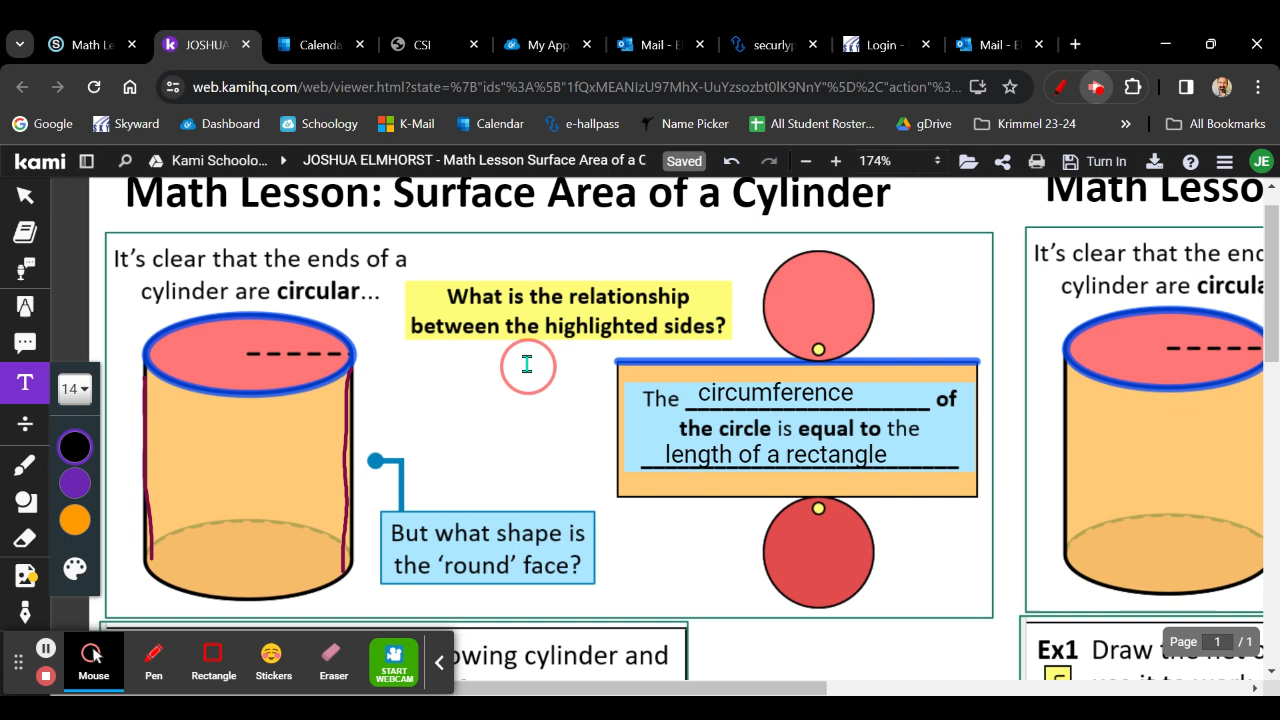 Math Le
JOSHUA
Calenda
CSI
My App
Mail - E
securlyp
Login -
Mail - E
web.kamihq.com/web/viewer.html?state=%7B"ids"%3A%5B"1fQxMEANIzU97MhX-UuYzsozbt0lK9NnY"%5D%2C"action"%3...
Google
Skyward
Dashboard
Schoology
K-Mail
Calendar
e-hallpass
Name Picker
All Student Roster...
gDrive
Krimmel 23-24
»
All Bookmarks
kami
Kami Schoolo...
JOSHUA ELMHORST - Math Lesson Surface Area of a C
Saved
174%
Turn In
JE
Math Lesson: Surface Area of a Cylinder
It's clear that the ends of a
cylinder are circular...
What is the relationship
between the highlighted sides?
The circumference of
the circle is equal to the
length of a rectangle
But what shape is
the 'round' face?
Math Lesso
It's clear that the end
cylinder are circula
14
owing cylinder and
Ex1 Draw the net o
Page 1 / 1
Mouse
Pen
Rectangle
Stickers
Eraser
START
WEBCAM